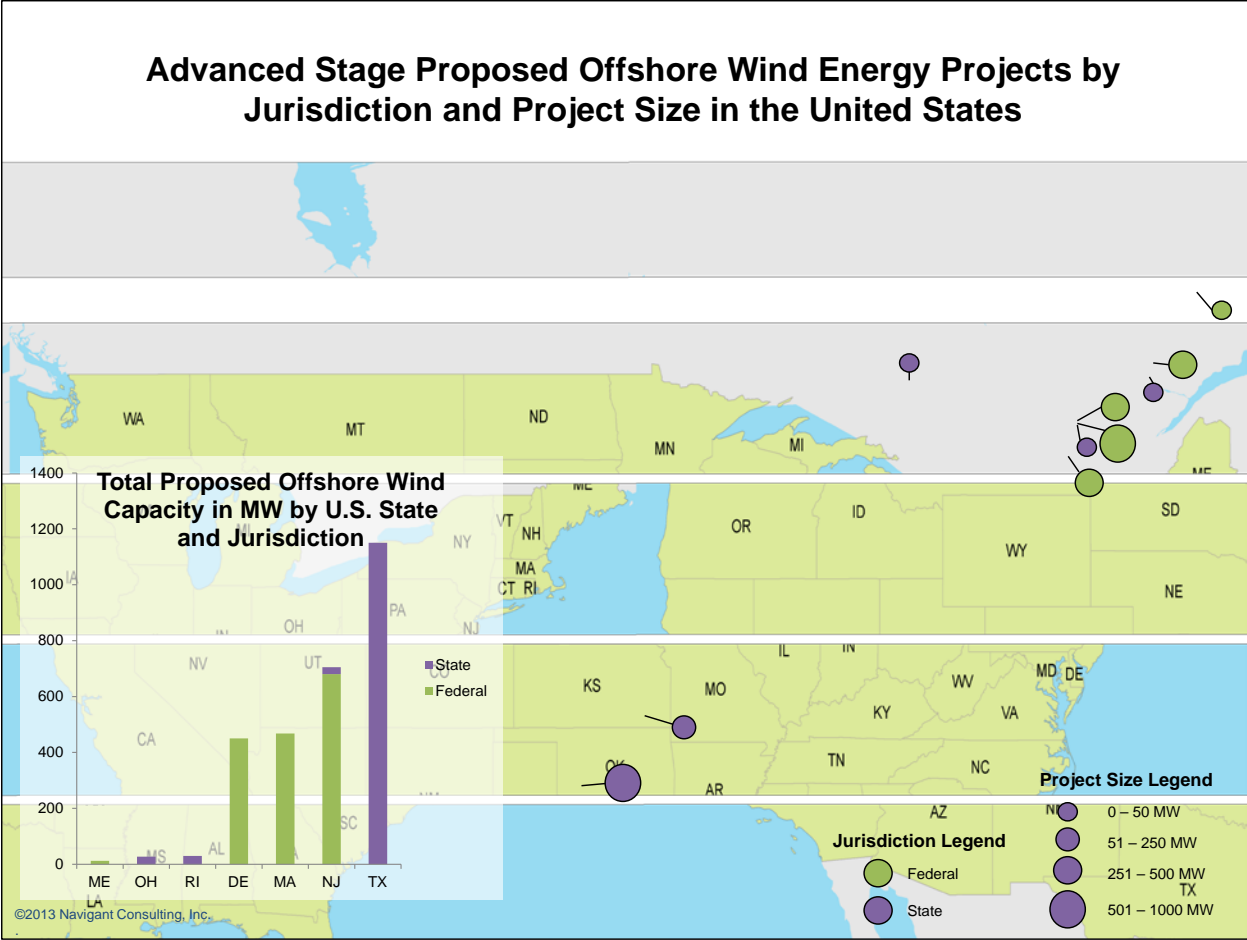 Advanced Stage Proposed Offshore Wind Energy Projects by
Jurisdiction and Project Size in the United States
WA
MT
ND
MN
MI
ME
1400
1200
1000
800
600
400
200
0
Total Proposed Offshore Wind
Capacity in MW by U.S. State
and Jurisdiction
ME
VT
NH
NY
MA
CT RI
MI
IA
PA
OH
IN
NJ
OR
ID
WY
SD
NE
NV
UT
CO
CA
State
Federal
KS
MO
IL
IN
KY
WV
VA
MD DE
TN
NC
OK
AR
NM
MS
AL
SC
LA
AZ
TX
ME OH RI DE MA NJ TX
Jurisdiction Legend
Federal
State
Project Size Legend
0 – 50 MW
51 – 250 MW
251 – 500 MW
501 – 1000 MW
©2013 Navigant Consulting, Inc.